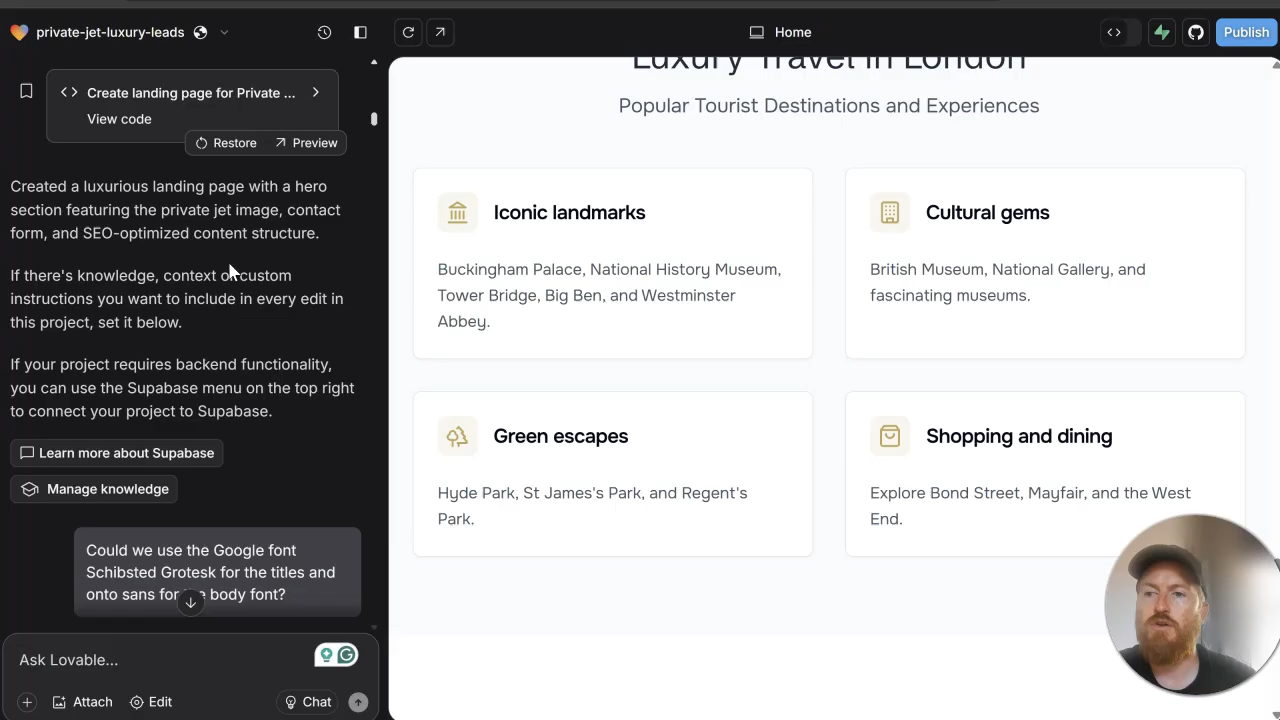 private-jet-luxury-leads
Home
Publish
Create landing page for Private ...
View code
Restore
Preview
Created a luxurious landing page with a hero
section featuring the private jet image, contact
form, and SEO-optimized content structure.
If there's knowledge, context or custom
instructions you want to include in every edit in
this project, set it below.
If your project requires backend functionality,
you can use the Supabase menu on the top right
to connect your project to Supabase.
Learn more about Supabase
Manage knowledge
Could we use the Google font
Schibsted Grotesk for the titles and
onto sans for the body font?
Ask Lovable...
Attach
Edit
Chat
Luxury Travel in London
Popular Tourist Destinations and Experiences
Iconic landmarks
Buckingham Palace, National History Museum,
Tower Bridge, Big Ben, and Westminster
Abbey.
Cultural gems
British Museum, National Gallery, and
fascinating museums.
Green escapes
Hyde Park, St James's Park, and Regent's
Park.
Shopping and dining
Explore Bond Street, Mayfair, and the West
End.